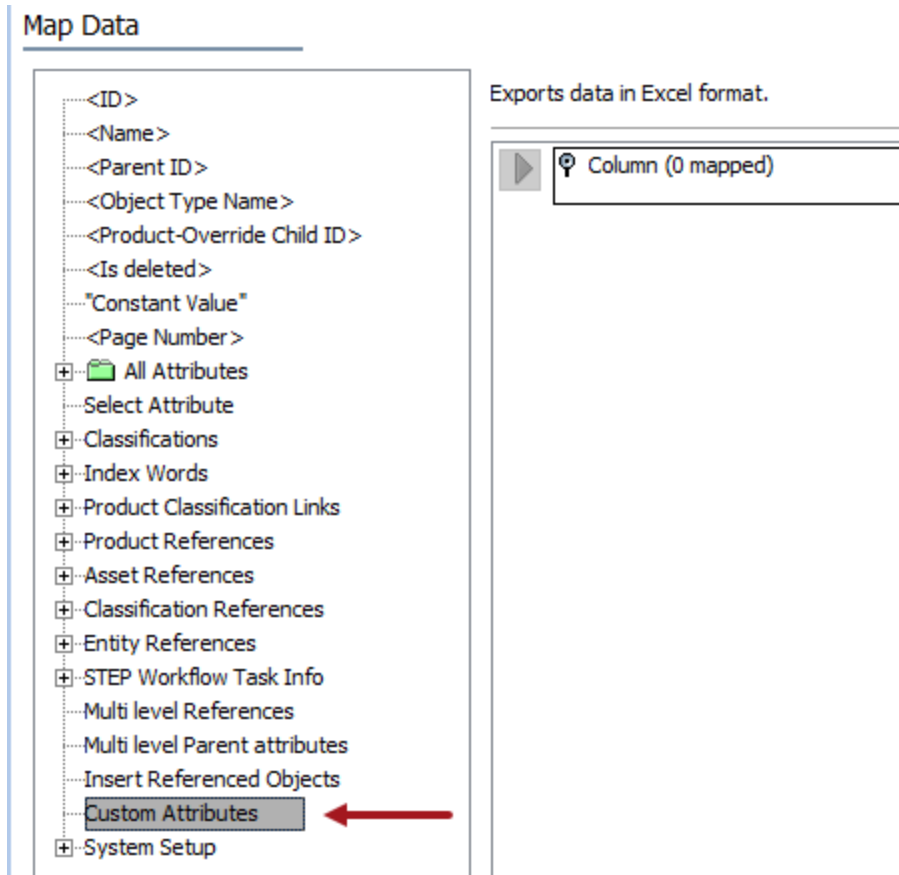 Map Data
<ID>
<Name>
<Parent ID>
<Object Type Name>
<Product-Override Child ID>
<Is deleted>
"Constant Value"
<Page Number>
All Attributes
Select Attribute
Classifications
Index Words
Product Classification Links
Product References
Asset References
Classification References
Entity References
STEP Workflow Task Info
Multi level References
Multi level Parent attributes
Insert Referenced Objects
Custom Attributes
System Setup
Exports data in Excel format.
Column (0 mapped)